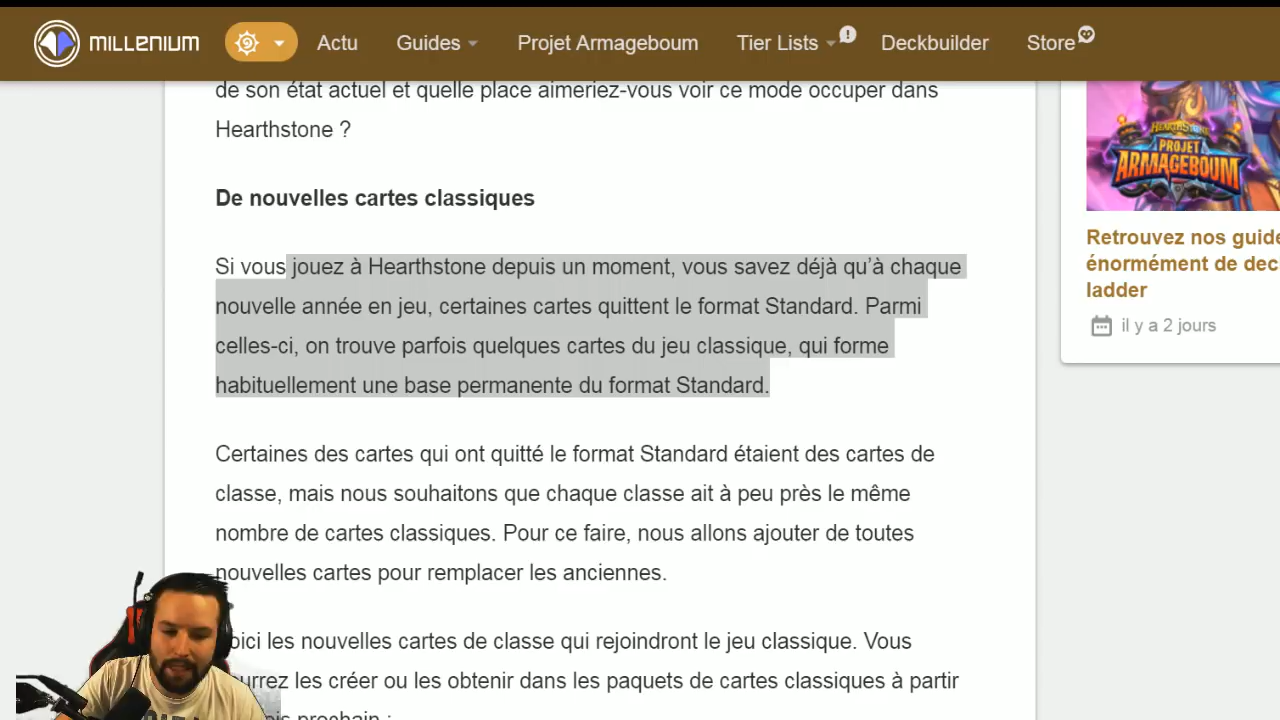 MILLENIUM
Actu
Guides
Projet Armageboum
Tier Lists
!
Deckbuilder
Store
de son état actuel et quelle place aimeriez-vous voir ce mode occuper dans
Hearthstone ?
De nouvelles cartes classiques
Si vous jouez à Hearthstone depuis un moment, vous savez déjà qu’à chaque
nouvelle année en jeu, certaines cartes quittent le format Standard. Parmi
celles-ci, on trouve parfois quelques cartes du jeu classique, qui forme
habituellement une base permanente du format Standard.
Certaines des cartes qui ont quitté le format Standard étaient des cartes de
classe, mais nous souhaitons que chaque classe ait à peu près le même
nombre de cartes classiques. Pour ce faire, nous allons ajouter de toutes
nouvelles cartes pour remplacer les anciennes.
oici les nouvelles cartes de classe qui rejoindront le jeu classique. Vous
urrez les créer ou les obtenir dans les paquets de cartes classiques à partir
is prochain :
HEARTHSTONE
PROJET
ARMAGEBOUM
Retrouvez nos guide
énormément de dec
ladder
il y a 2 jours